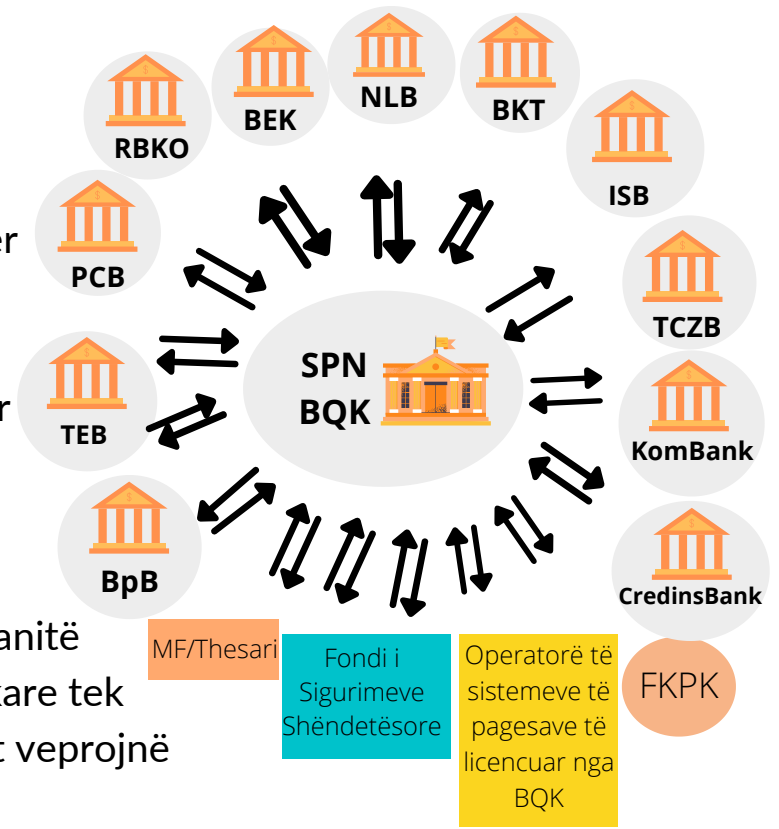 NLB
BKT
BEK
RBKO
ISB
er
PCB
TCZB
SPN
BQK
r
TEB
KomBank
BpB
CredinsBank
anitë
kare tek
t veprojnë
MF/Thesari
Fondi i
Sigurimeve
Shëndetësore
Operatorë të
sistemeve të
pagesave të
licencuar nga
BQK
FKPK